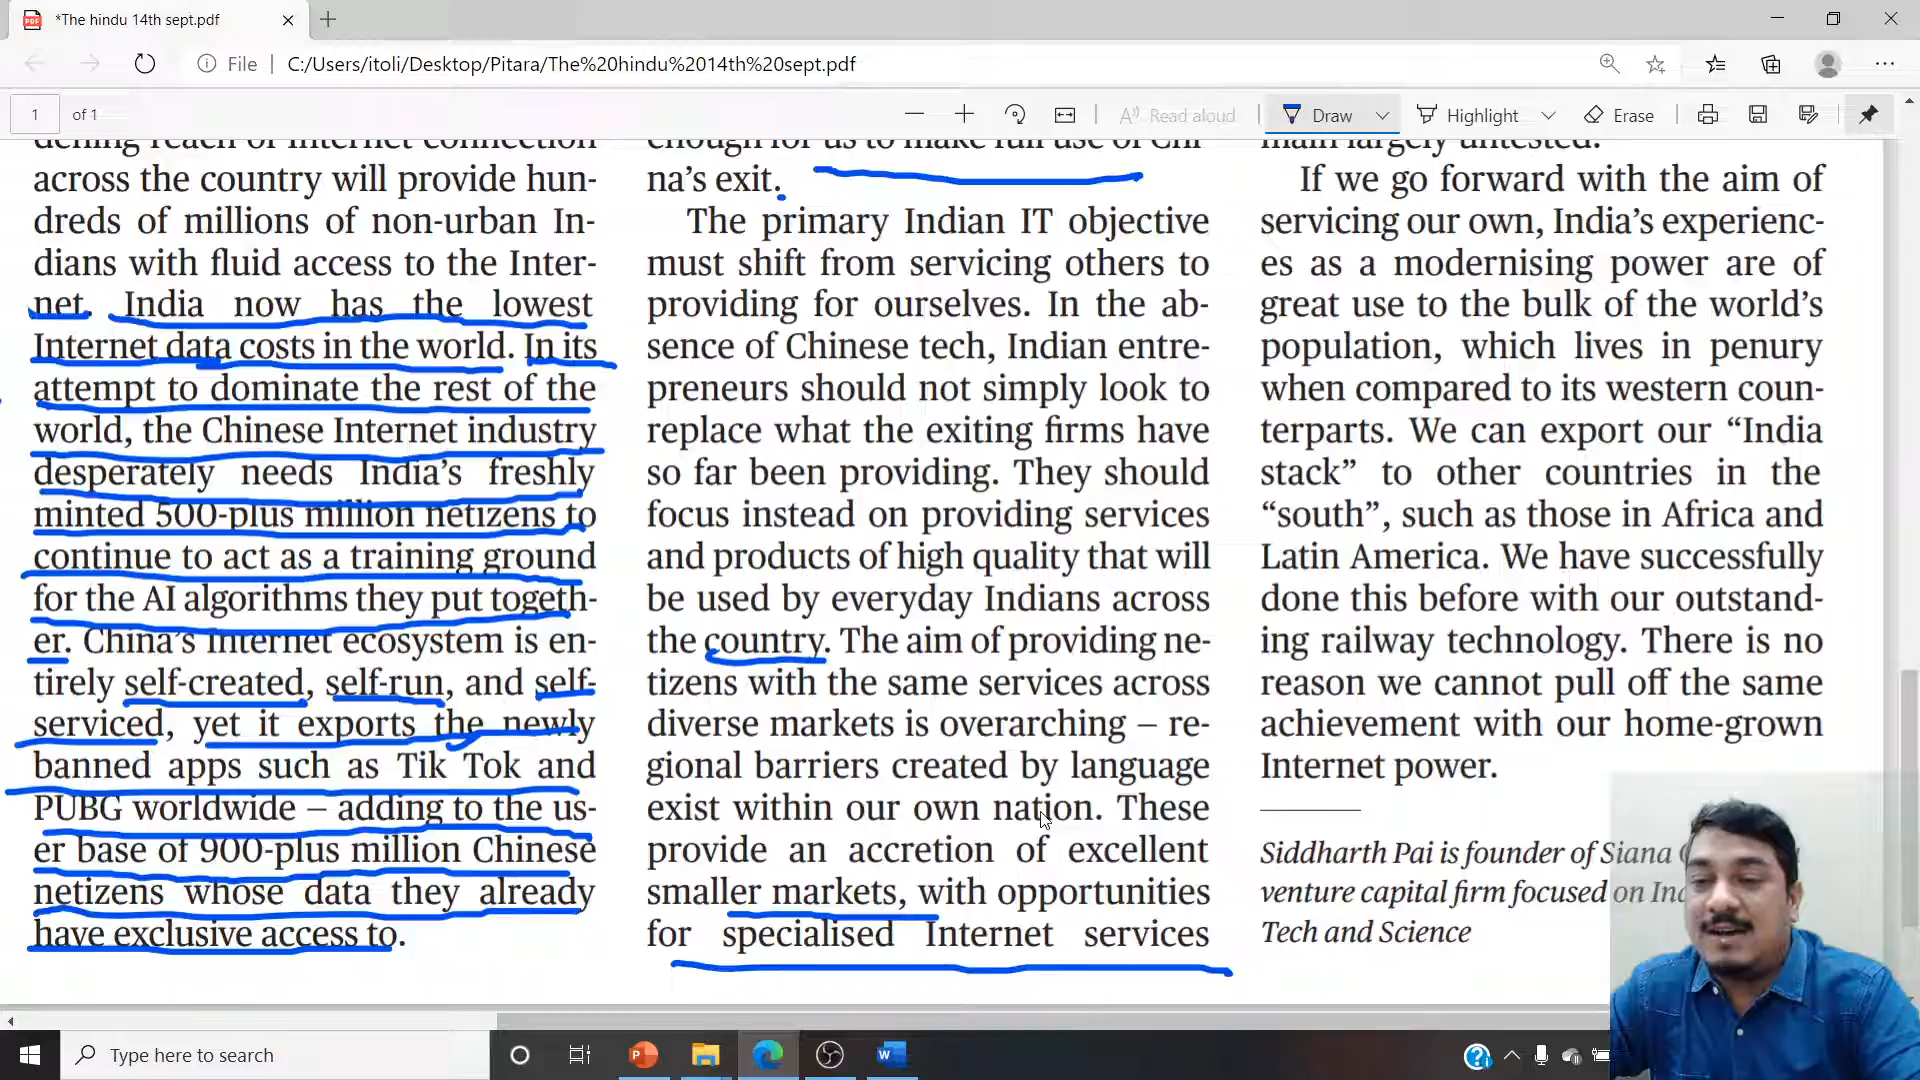 *The hindu 14th sept.pdf
File
C:/Users/itoli/Desktop/Pitara/The%20hindu%2014th%20sept.pdf
1 of 1
Read aloud
Draw
Highlight
Erase
across the country will provide hun-
dreds of millions of non-urban In-
dians with fluid access to the Inter-
net. India now has the lowest
Internet data costs in the world. In its
attempt to dominate the rest of the
world, the Chinese Internet industry
desperately needs India's freshly
minted 500-plus million netizens to
continue to act as a training ground
for the AI algorithms they put togeth-
er. China's Internet ecosystem is en-
tirely self-created, self-run, and self-
serviced, yet it exports the newly
banned apps such as Tik Tok and
PUBG worldwide – adding to the us-
er base of 900-plus million Chinese
netizens whose data they already
have exclusive access to.
enough for us to make full use of Chi-
na's exit.
The primary Indian IT objective
must shift from servicing others to
providing for ourselves. In the ab-
sence of Chinese tech, Indian entre-
preneurs should not simply look to
replace what the exiting firms have
so far been providing. They should
focus instead on providing services
and products of high quality that will
be used by everyday Indians across
the country. The aim of providing ne-
tizens with the same services across
diverse markets is overarching – re-
gional barriers created by language
exist within our own nation. These
provide an accretion of excellent
smaller markets, with opportunities
for specialised Internet services
main largely untested.
If we go forward with the aim of
servicing our own, India's experienc-
es as a modernising power are of
great use to the bulk of the world's
population, which lives in penury
when compared to its western coun-
terparts. We can export our “India
stack” to other countries in the
“south”, such as those in Africa and
Latin America. We have successfully
done this before with our outstand-
ing railway technology. There is no
reason we cannot pull off the same
achievement with our home-grown
Internet power.
Siddharth Pai is founder of Siana
venture capital firm focused on
Tech and Science
Type here to search